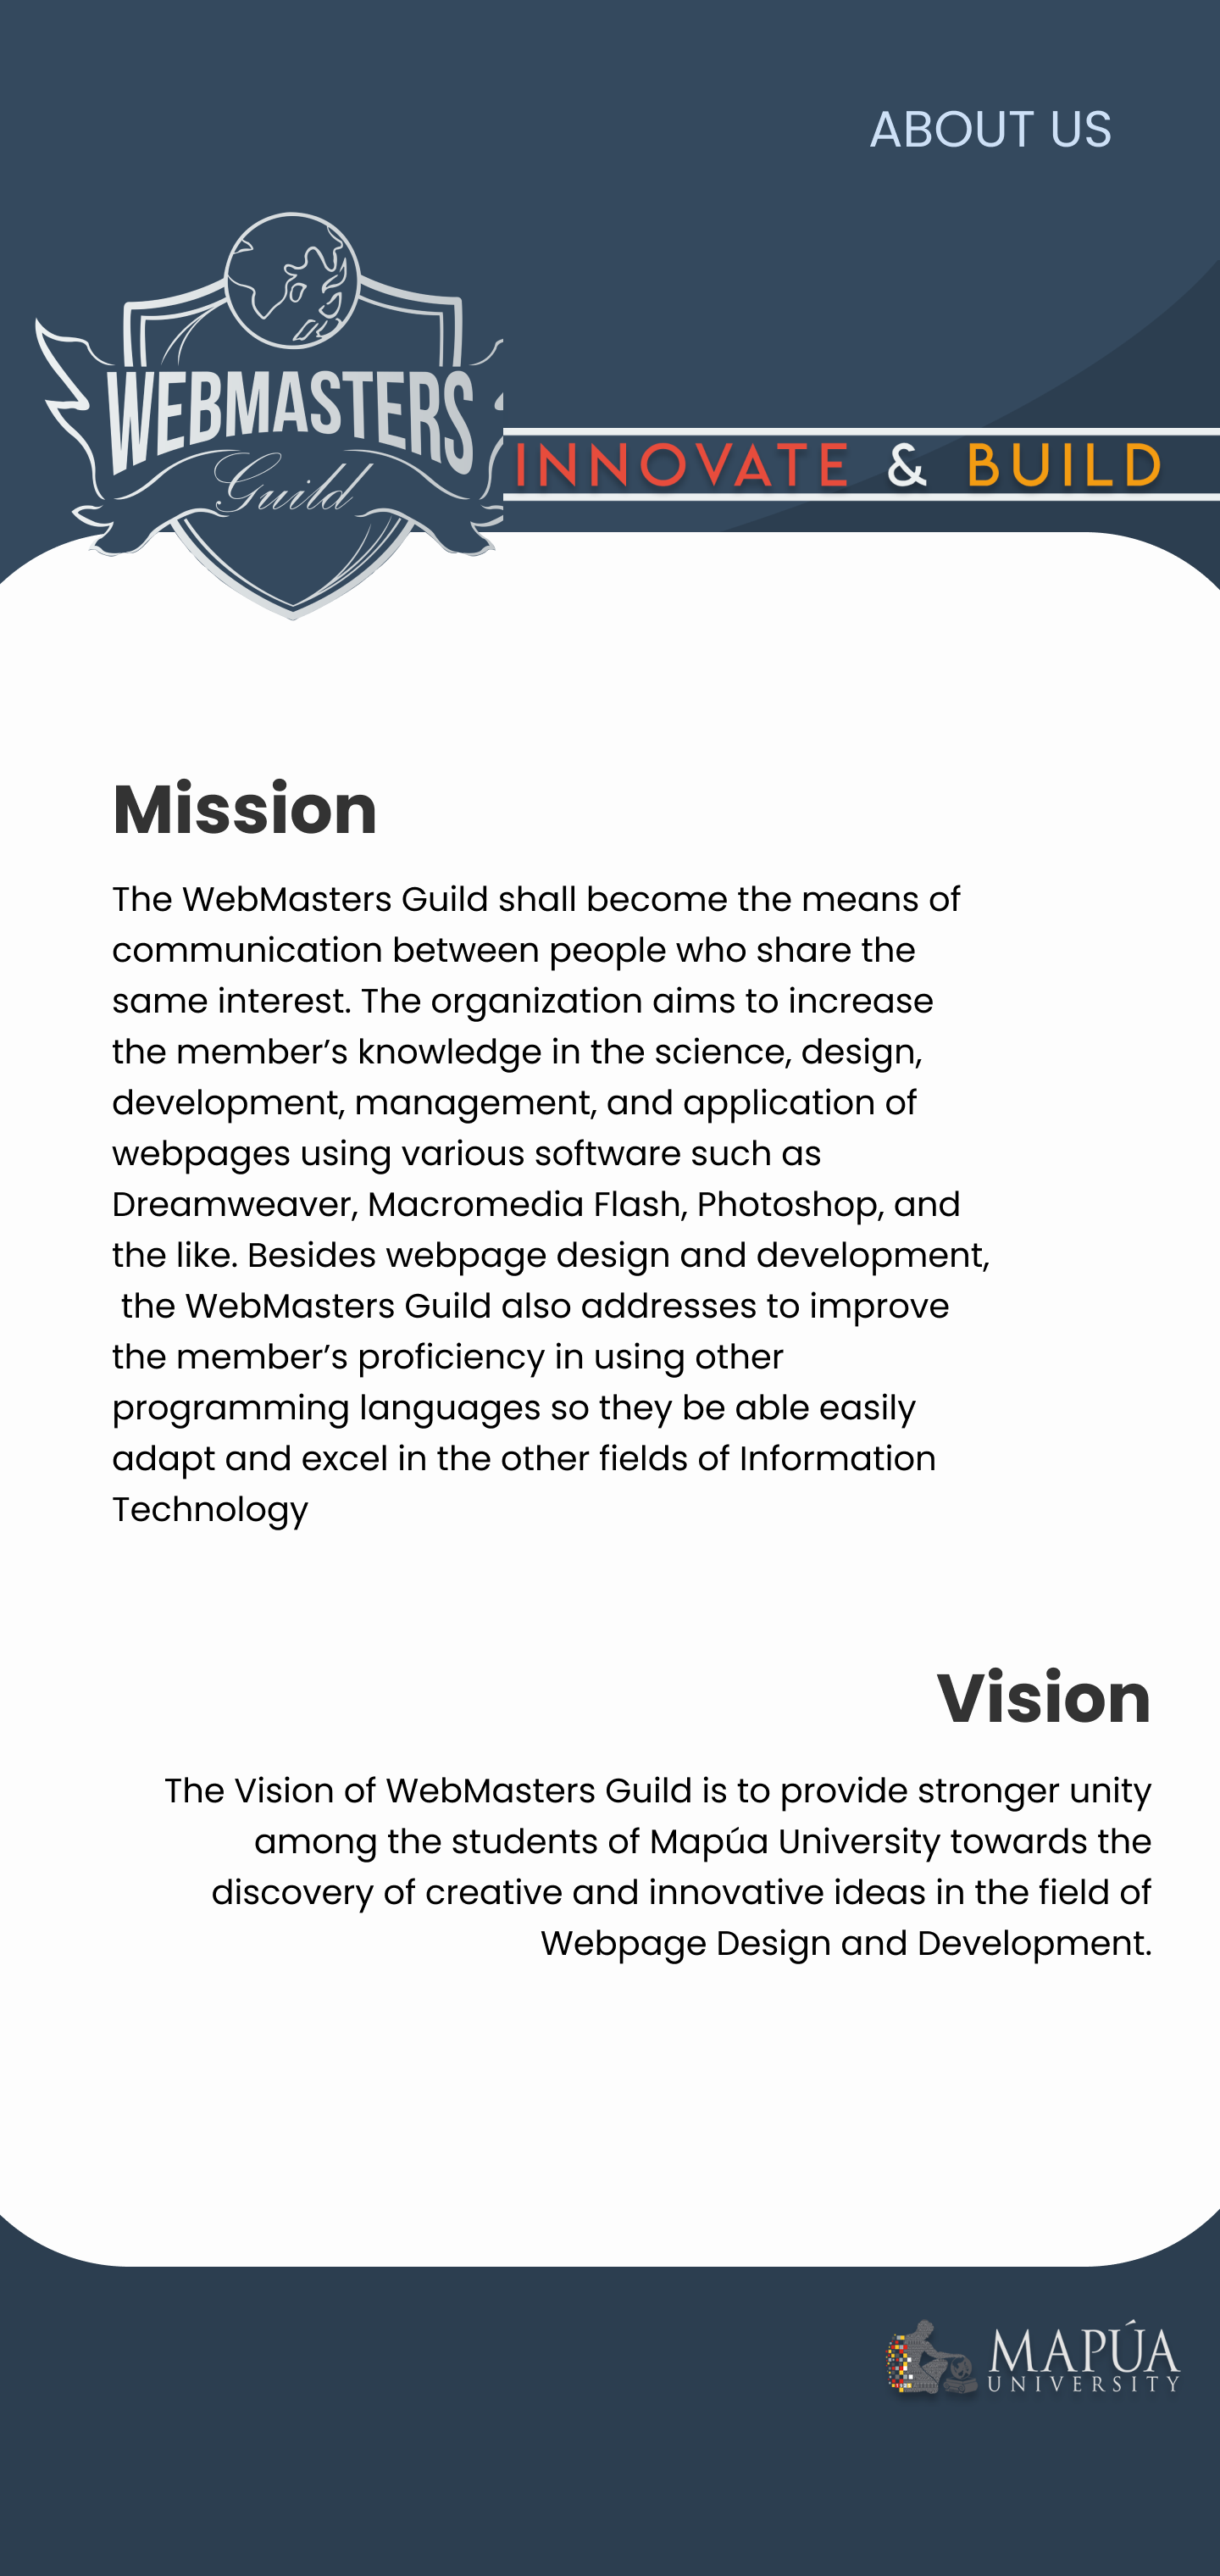 ABOUT US
WEBMASTERS
Guild
INNOVATE & BUILD
Mission
The WebMasters Guild shall become the means of
communication between people who share the
same interest. The organization aims to increase
the member’s knowledge in the science, design,
development, management, and application of
webpages using various software such as
Dreamweaver, Macromedia Flash, Photoshop, and
the like. Besides webpage design and development,
the WebMasters Guild also addresses to improve
the member’s proficiency in using other
programming languages so they be able easily
adapt and excel in the other fields of Information
Technology
Vision
The Vision of WebMasters Guild is to provide stronger unity
among the students of Mapúa University towards the
discovery of creative and innovative ideas in the field of
Webpage Design and Development.
MAPÚA
UNIVERSITY